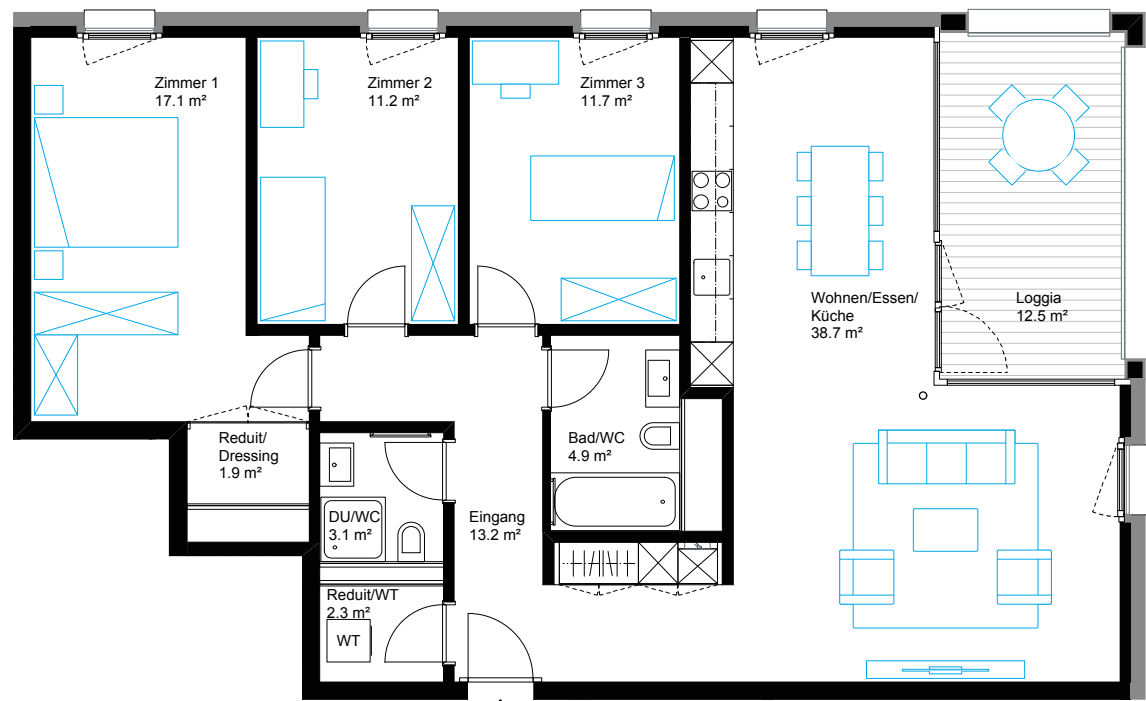 Zimmer 1
17.1 m²
Zimmer 2
11.2 m²
Zimmer 3
11.7 m²
Wohnen/Essen/
Küche
38.7 m²
Loggia
12.5 m²
Reduit/
Dressing
1.9 m²
Bad/WC
4.9 m²
DU/WC
3.1 m²
Eingang
13.2 m²
Reduit/WT
2.3 m²
WT